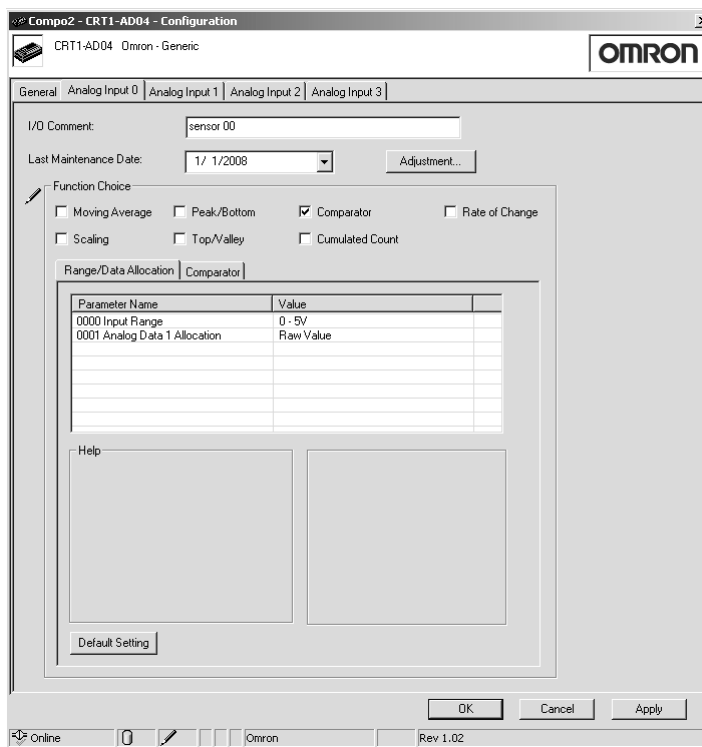 Compo2 - CRT1-AD04 - Configuration
CRT1-AD04 Omron - Generic
OMRON
General Analog Input 0 Analog Input 1 Analog Input 2 Analog Input 3
I/O Comment: sensor 00
Last Maintenance Date: 1/ 1/2008 Adjustment...
Function Choice
Moving Average Peak/Bottom Comparator Rate of Change
Scaling Top/Valley Cumulated Count
Range/Data Allocation Comparator
Parameter Name Value
0000 Input Range 0 - 5V
0001 Analog Data 1 Allocation Raw Value
Help
Default Setting
OK Cancel Apply
Online Omron Rev 1.02